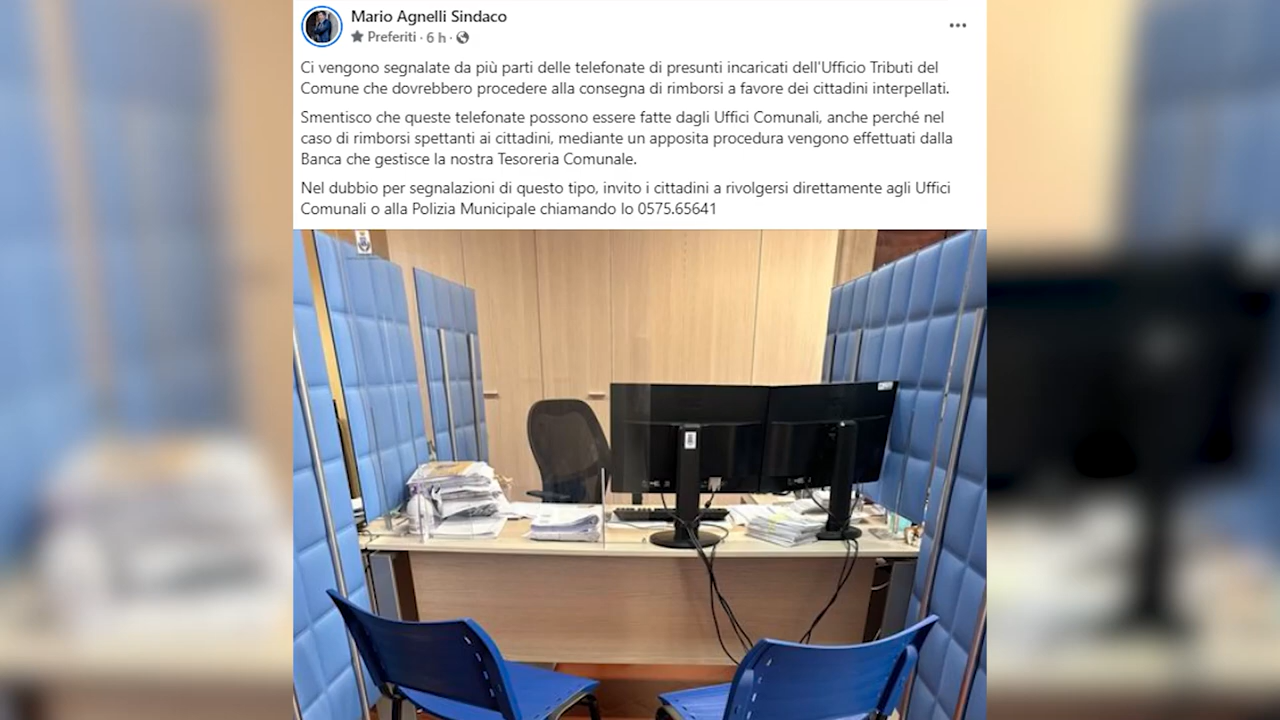 Mario Agnelli Sindaco
Preferiti · 6 h ·
Ci vengono segnalate da più parti delle telefonate di presunti incaricati dell'Ufficio Tributi del
Comune che dovrebbero procedere alla consegna di rimborsi a favore dei cittadini interpellati.
Smentisco che queste telefonate possono essere fatte dagli Uffici Comunali, anche perché nel
caso di rimborsi spettanti ai cittadini, mediante un apposita procedura vengono effettuati dalla
Banca che gestisce la nostra Tesoreria Comunale.
Nel dubbio per segnalazioni di questo tipo, invito i cittadini a rivolgersi direttamente agli Uffici
Comunali o alla Polizia Municipale chiamando lo 0575.65641